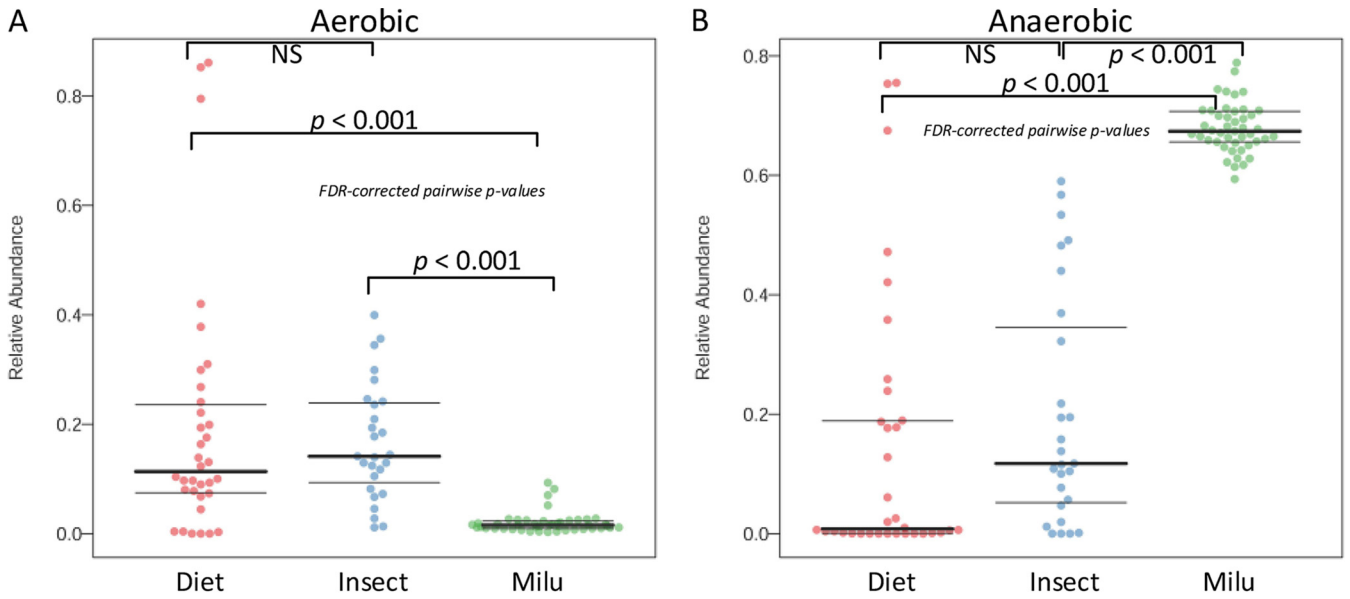 A
Aerobic
NS
p < 0.001
FDR-corrected pairwise p-values
p < 0.001
Relative Abundance
0.8
0.6
0.4
0.2
0.0
Diet Insect Milu
B
Anaerobic
NS
p < 0.001
p < 0.001
FDR-corrected pairwise p-values
Relative Abundance
0.8
0.6
0.4
0.2
0.0
Diet Insect Milu